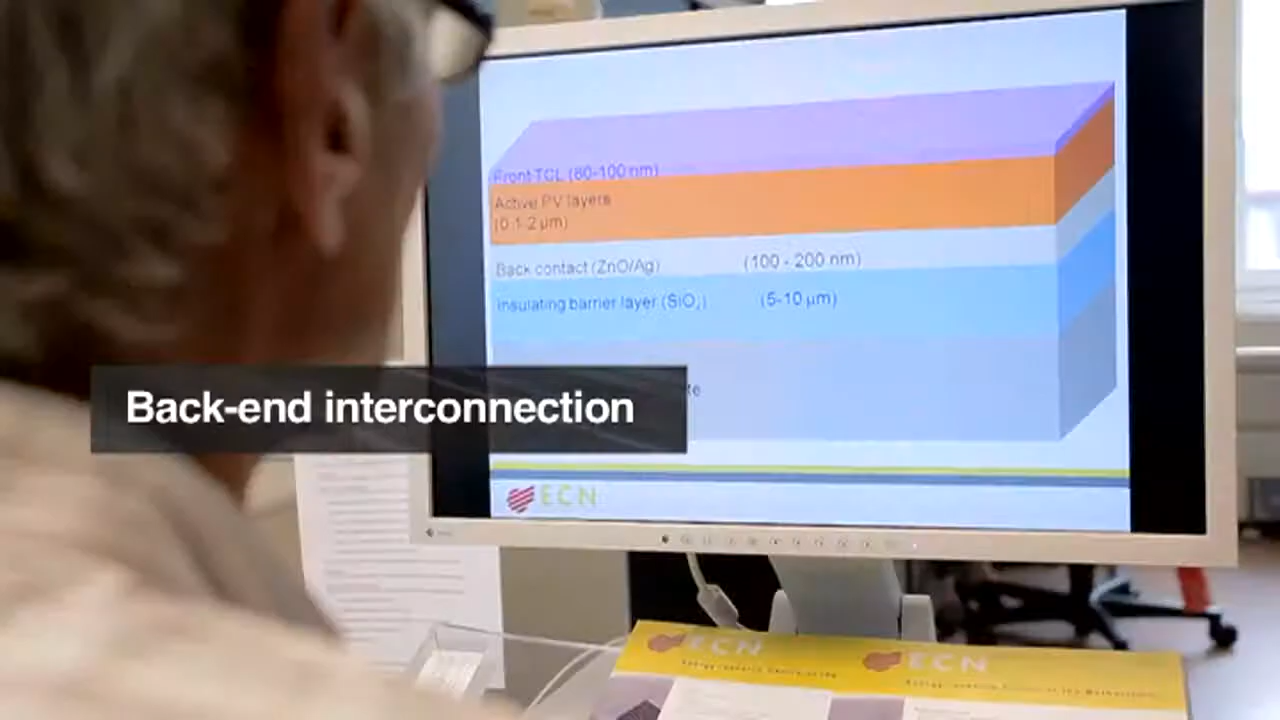 Front TCL (60-100 nm)
Active PV layers
(0.1-2 µm)
Back contact (ZnO/Ag) (100 - 200 nm)
Insulating barrier layer (SiO₂) (5-10 µm)
Back-end interconnection
ECN
ECN ECN